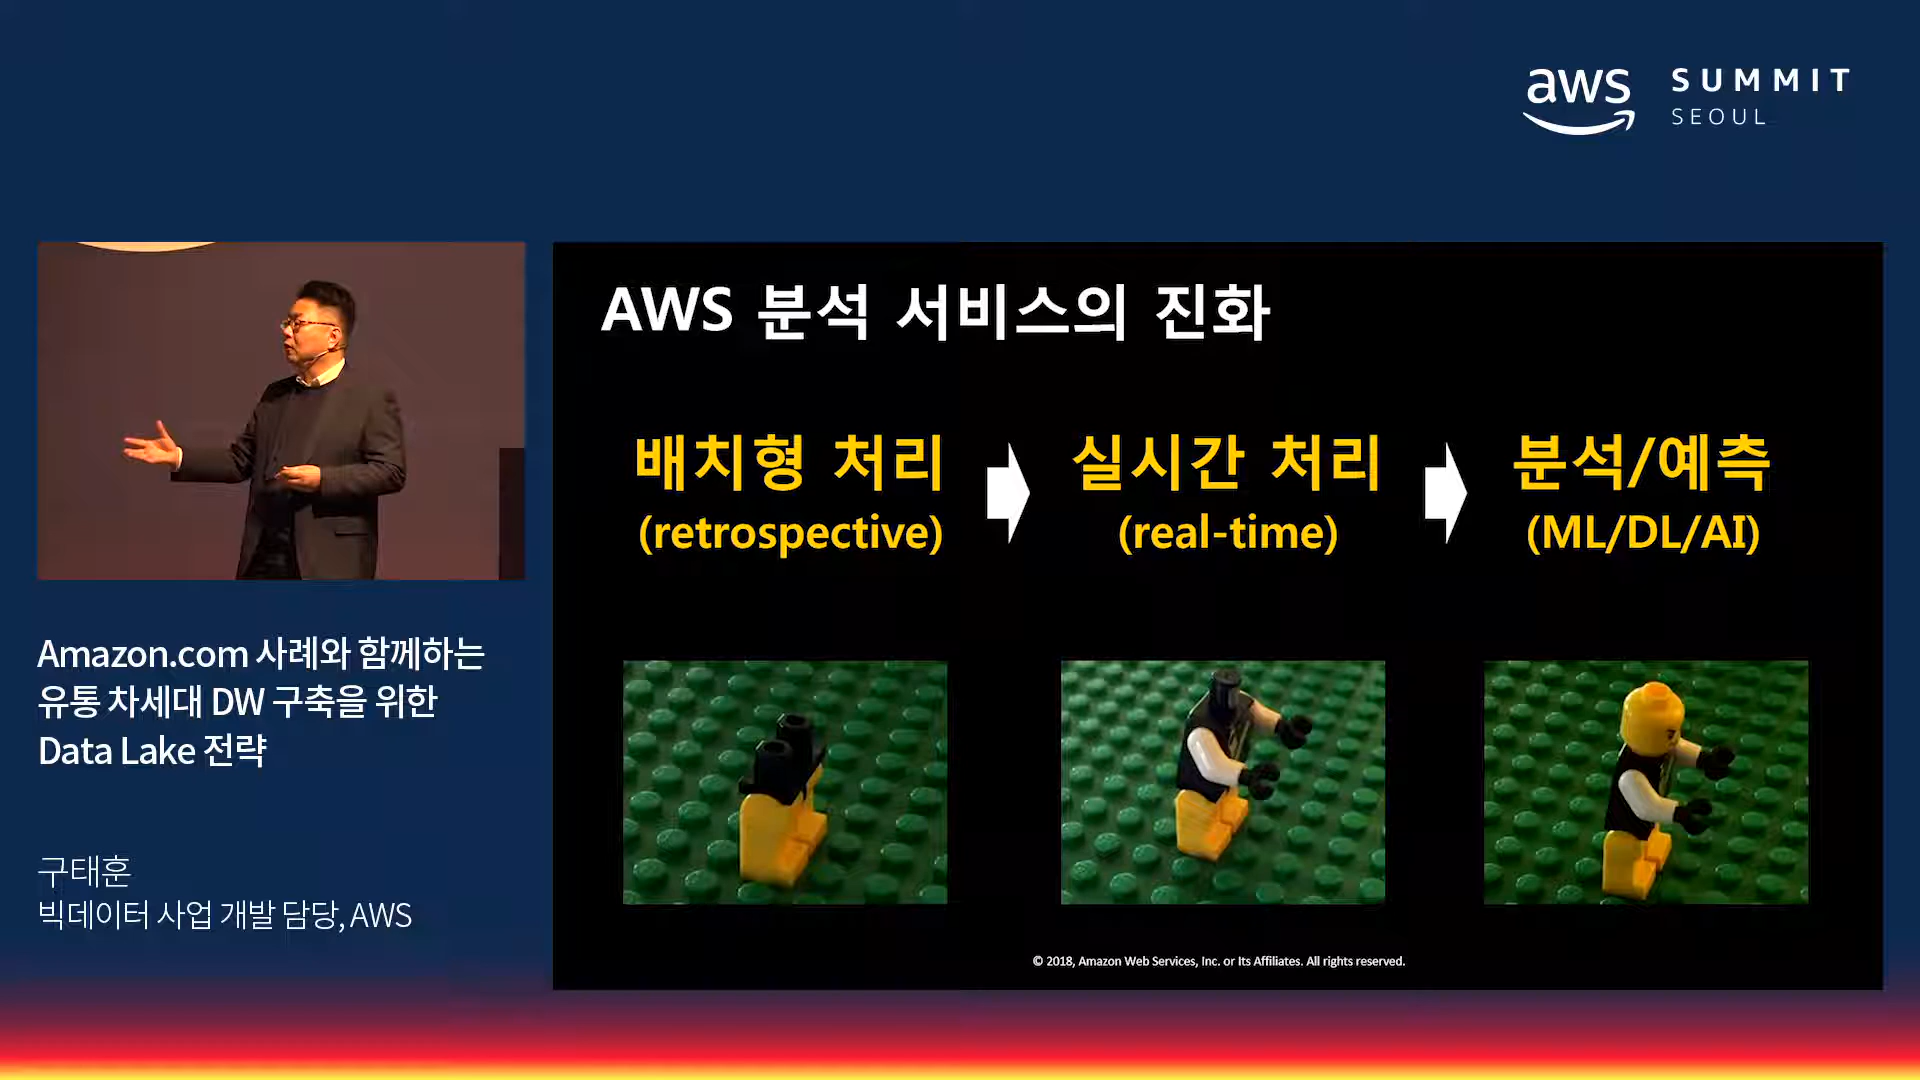 aws SUMMIT
SEOUL
AWS 분석 서비스의 진화
배치형 처리
(retrospective)
실시간 처리
(real-time)
분석/예측
(ML/DL/AI)
© 2018, Amazon Web Services, Inc. or Its Affiliates. All rights reserved.
Amazon.com 사례와 함께하는
유통 차세대 DW 구축을 위한
Data Lake 전략
구태훈
빅데이터 사업 개발 담당, AWS